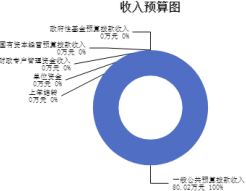 收入预算图
政府性基金预算拨款收入
0万元 0%
国有资本经营预算拨款收入
0万元 0%
财政专户管理资金收入
0万元 0%
单位资金
0万元 0%
上年结转
0万元 0%
一般公共预算拨款收入
80.02万元 100%